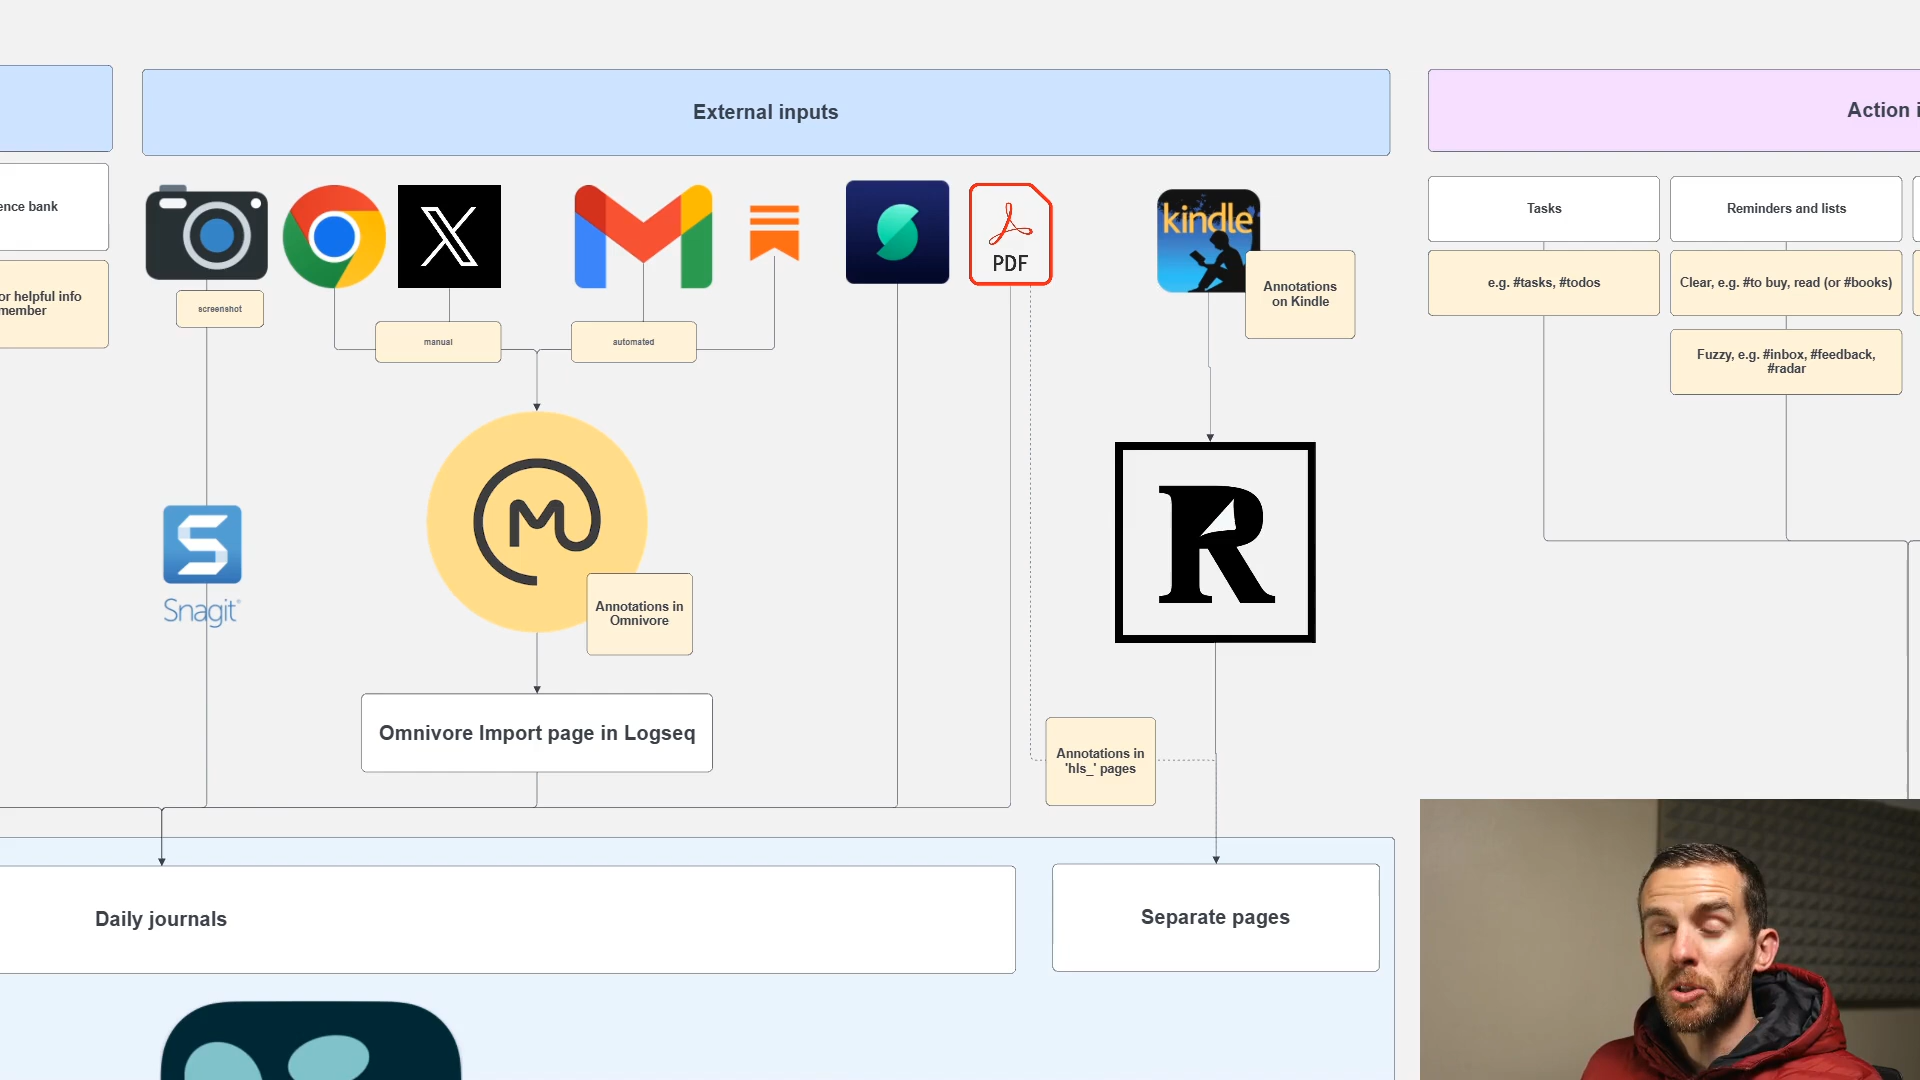 External inputs
Action i
ence bank
or helpful info
member
screenshot
manual
automated
PDF
kindle
Annotations
on Kindle
Tasks
Reminders and lists
e.g. #tasks, #todos
Clear, e.g. #to buy, read (or #books)
Fuzzy, e.g. #inbox, #feedback,
#radar
Snagit®
Annotations in
Omnivore
R
Omnivore Import page in Logseq
Annotations in
'hls_' pages
Daily journals
Separate pages